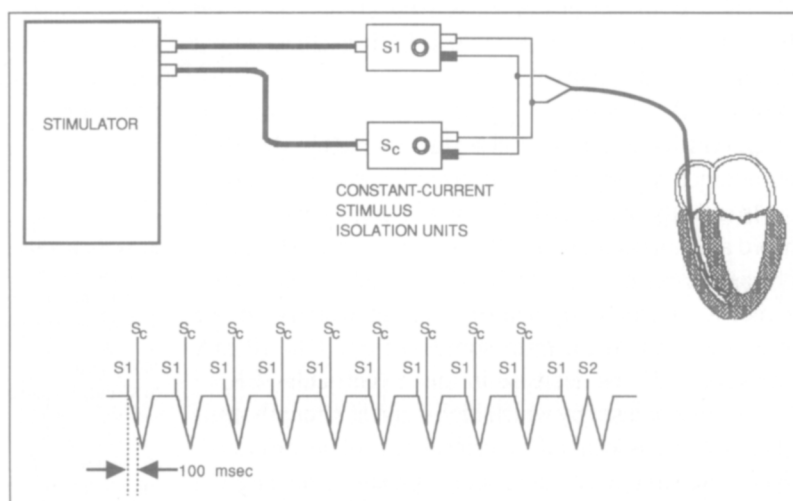 S1
STIMULATOR
Sc
CONSTANT-CURRENT
STIMULUS
ISOLATION UNITS
Sc Sc Sc Sc Sc Sc Sc Sc Sc
S1 S1 S1 S1 S1 S1 S1 S1 S1 S1 S2
100 msec